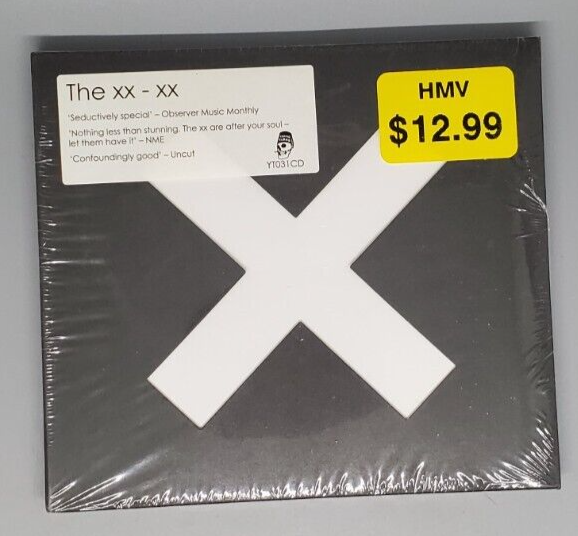 The xx - xx
'Seductively special' – Observer Music Monthly
'Nothing less than stunning. The xx are after your soul –
let them have it' – NME
'Confoundingly good' – Uncut
YT031CD
HMV
$12.99